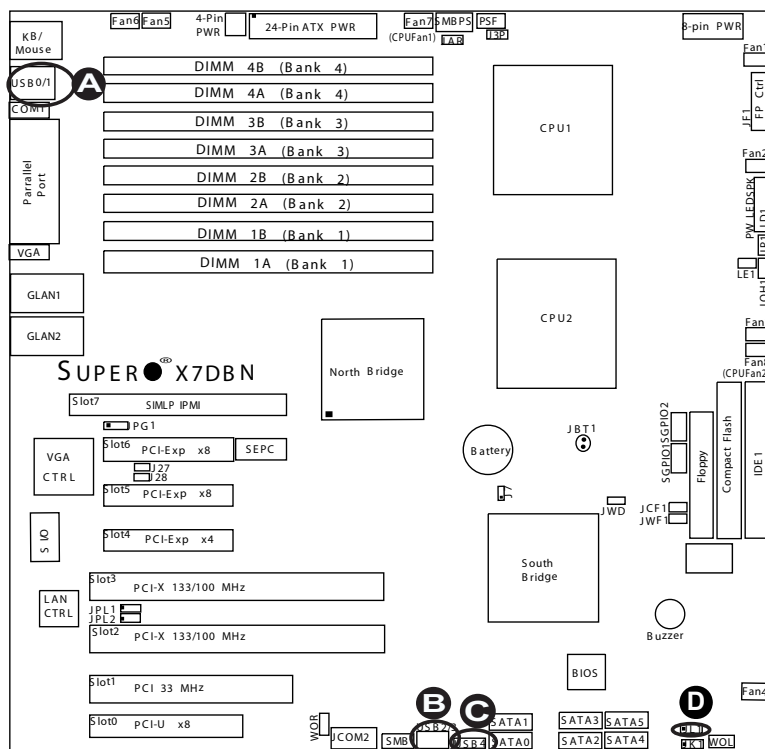 Fan6
Fan5
4-Pin
PWR
24-Pin ATX PWR
Fan7
(CPUFan1)
SMBPS
PSF
JAR
J3P
8-pin PWR
KB/
Mouse
USB0/1
A
COM1
Parrallel
Port
VGA
GLAN1
GLAN2
DIMM 4B (Bank 4)
DIMM 4A (Bank 4)
DIMM 3B (Bank 3)
DIMM 3A (Bank 3)
DIMM 2B (Bank 2)
DIMM 2A (Bank 2)
DIMM 1B (Bank 1)
DIMM 1A (Bank 1)
CPU1
CPU2
JF1
FP Ctrl
Fan2
PW LEDSPK
LE1
JOH1
(CPUFan2
SUPER ® X7DBN
North Bridge
Slot7
SIMLP IPMI
JPG1
Slot6
PCI-Exp x8
SEPC
VGA
CTRL
J27
J28
Slot5
PCI-Exp x8
S I/O
Slot4
PCI-Exp x4
Battery
JBT1
J7
JWD
SGPIO1
SGPIO2
Floppy
Compact Flash
IDE1
JCF1
JWF1
South
Bridge
Slot3
PCI-X 133/100 MHz
LAN
CTRL
JPL1
JPL2
Slot2
PCI-X 133/100 MHz
Buzzer
Slot1
PCI 33 MHz
BIOS
Fan4
Slot0
PCI-U x8
WOR
JCOM2
SMB
B
USB2/
C
USB4
SATA1
SATA0
SATA3
SATA2
SATA5
SATA4
D
WOL